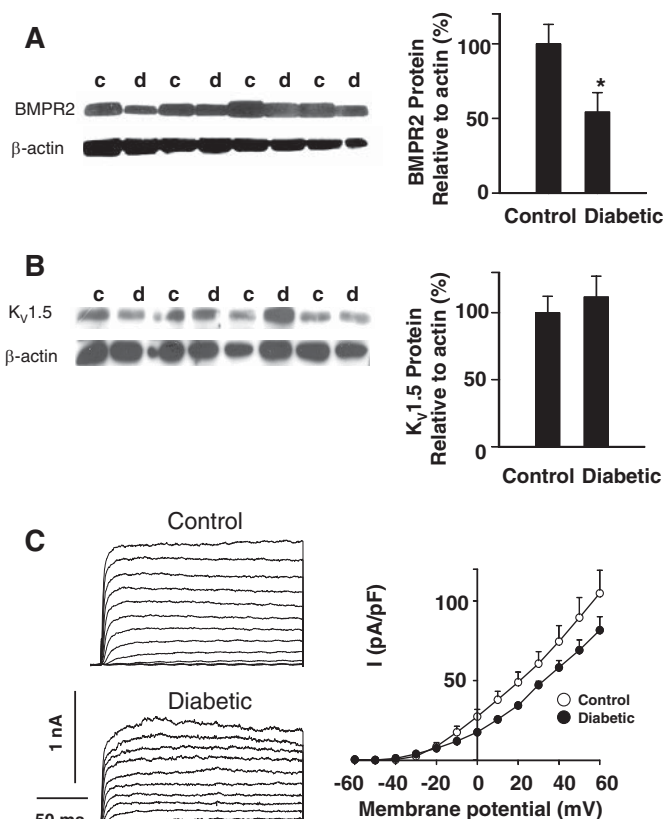 A
c d c d c d c d
BMPR2
β-actin
BMPR2 Protein
Relative to actin (%)
100
50
0
*
Control Diabetic
B
c d c d c d c d
KV1.5
β-actin
KV1.5 Protein
Relative to actin (%)
100
50
0
Control Diabetic
C
Control
Diabetic
1 nA
50 ms
I (pA/pF)
100
50
Control
Diabetic
-60 -40 -20 0 20 40 60
Membrane potential (mV)